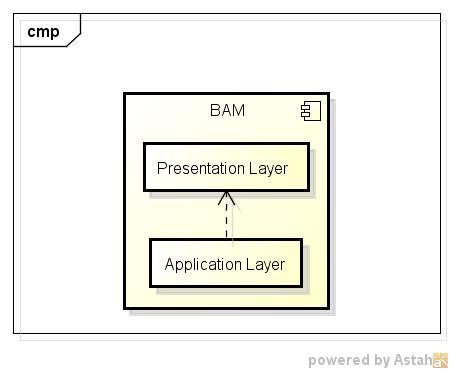 cmp
BAM
Presentation Layer
Application Layer
powered by Astah